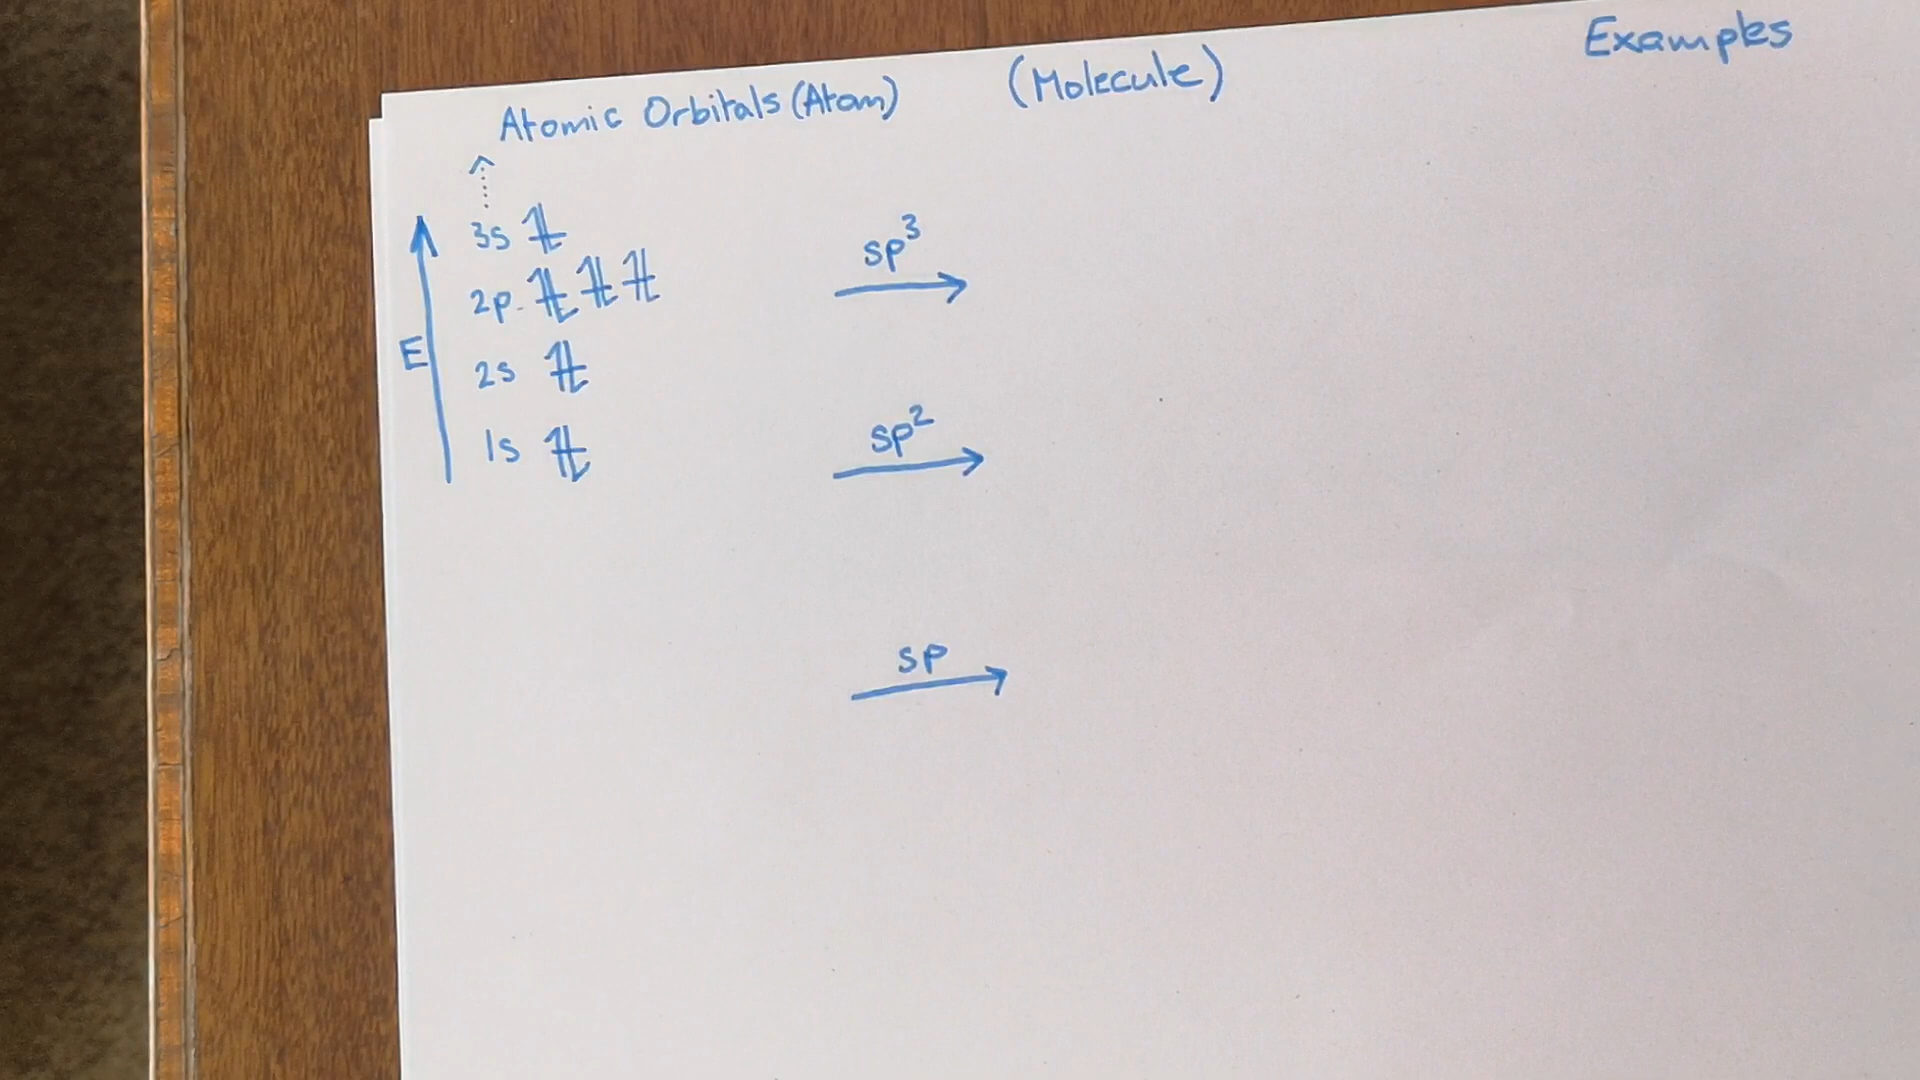 Atomic Orbitals (Atom) (Molecule) Examples
3s ⥮
2p ⥮ ⥮ ⥮
2s ⥮
1s ⥮
E
sp³
sp²
sp